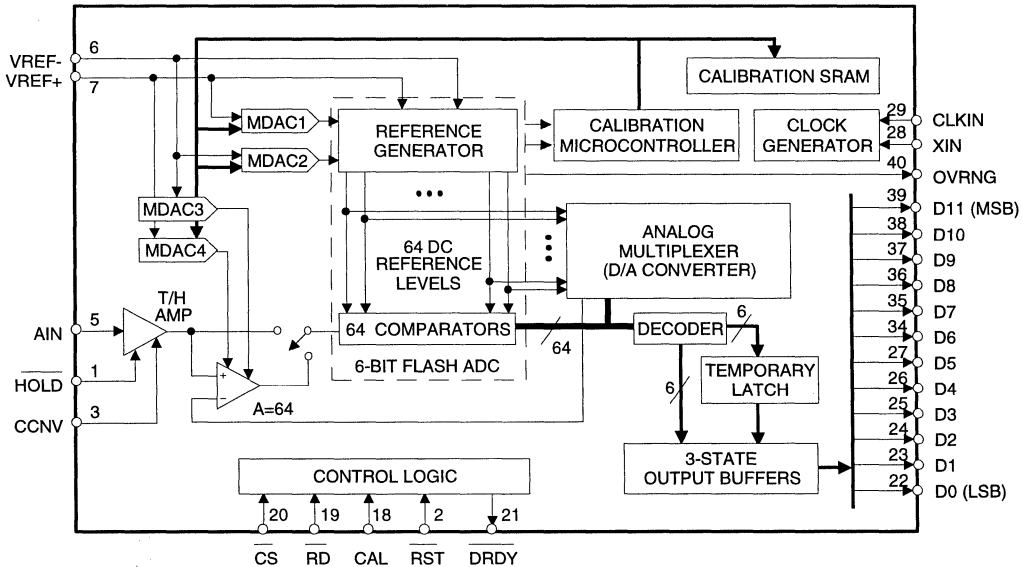 VREF-
6
VREF+
7
CALIBRATION SRAM
MDAC1
MDAC2
REFERENCE
GENERATOR
CALIBRATION
MICROCONTROLLER
CLOCK
GENERATOR
29
CLKIN
28
XIN
40
OVRNG
MDAC3
MDAC4
64 DC
REFERENCE
LEVELS
ANALOG
MULTIPLEXER
(D/A CONVERTER)
39
D11 (MSB)
38
D10
37
D9
36
D8
35
D7
34
D6
27
D5
26
D4
25
D3
24
D2
23
D1
22
D0 (LSB)
T/H
AMP
AIN
5
HOLD
1
CCNV
3
+
−
A=64
64 COMPARATORS
6-BIT FLASH ADC
64
DECODER
6
6
TEMPORARY
LATCH
3-STATE
OUTPUT BUFFERS
CONTROL LOGIC
20
19
18
2
21
CS
RD
CAL
RST
DRDY